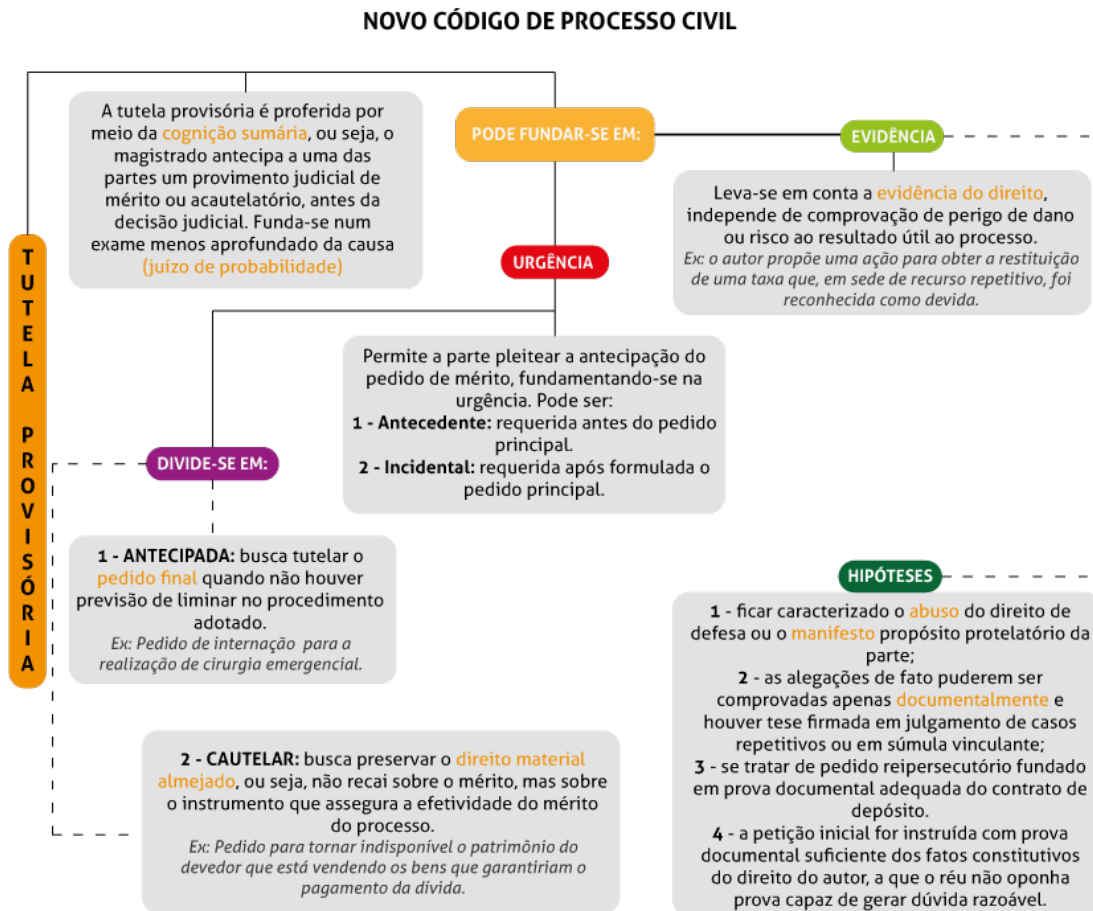 NOVO CÓDIGO DE PROCESSO CIVIL
TUTELA PROVISÓRIA
A tutela provisória é proferida por
meio da cognição sumária, ou seja, o
magistrado antecipa a uma das
partes um provimento judicial de
mérito ou acautelatório, antes da
decisão judicial. Funda-se num
exame menos aprofundado da causa
(juízo de probabilidade)
PODE FUNDAR-SE EM:
EVIDÊNCIA
Leva-se em conta a evidência do direito,
independe de comprovação de perigo de dano
ou risco ao resultado útil ao processo.
Ex: o autor propõe uma ação para obter a restituição
de uma taxa que, em sede de recurso repetitivo, foi
reconhecida como devida.
URGÊNCIA
Permite a parte pleitear a antecipação do
pedido de mérito, fundamentando-se na
urgência. Pode ser:
1 - Antecedente: requerida antes do pedido
principal.
2 - Incidental: requerida após formulada o
pedido principal.
DIVIDE-SE EM:
1 - ANTECIPADA: busca tutelar o
pedido final quando não houver
previsão de liminar no procedimento
adotado.
Ex: Pedido de internação para a
realização de cirurgia emergencial.
2 - CAUTELAR: busca preservar o direito material
almejado, ou seja, não recai sobre o mérito, mas sobre
o instrumento que assegura a efetividade do mérito
do processo.
Ex: Pedido para tornar indisponível o patrimônio do
devedor que está vendendo os bens que garantiriam o
pagamento da dívida.
HIPÓTESES
1 - ficar caracterizado o abuso do direito de
defesa ou o manifesto propósito protelatório da
parte;
2 - as alegações de fato puderem ser
comprovadas apenas documentalmente e
houver tese firmada em julgamento de casos
repetitivos ou em súmula vinculante;
3 - se tratar de pedido reipersecutório fundado
em prova documental adequada do contrato de
depósito.
4 - a petição inicial for instruída com prova
documental suficiente dos fatos constitutivos
do direito do autor, a que o réu não oponha
prova capaz de gerar dúvida razoável.